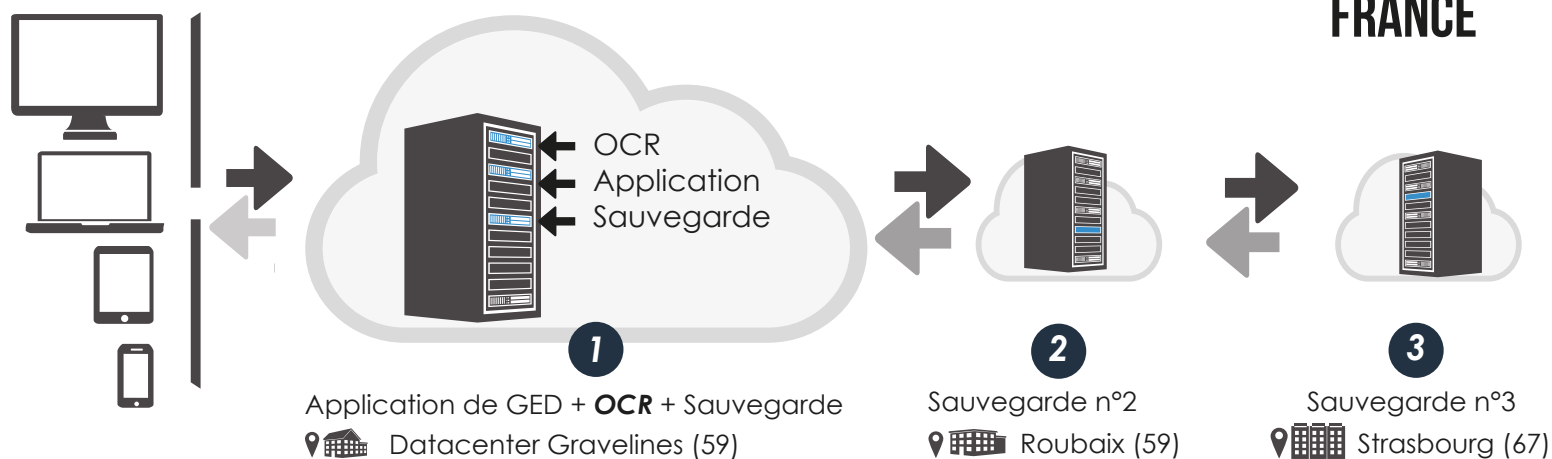 FRANCE
OCR
Application
Sauvegarde
1
2
3
Application de GED + OCR + Sauvegarde
Datacenter Gravelines (59)
Sauvegarde n°2
Roubaix (59)
Sauvegarde n°3
Strasbourg (67)